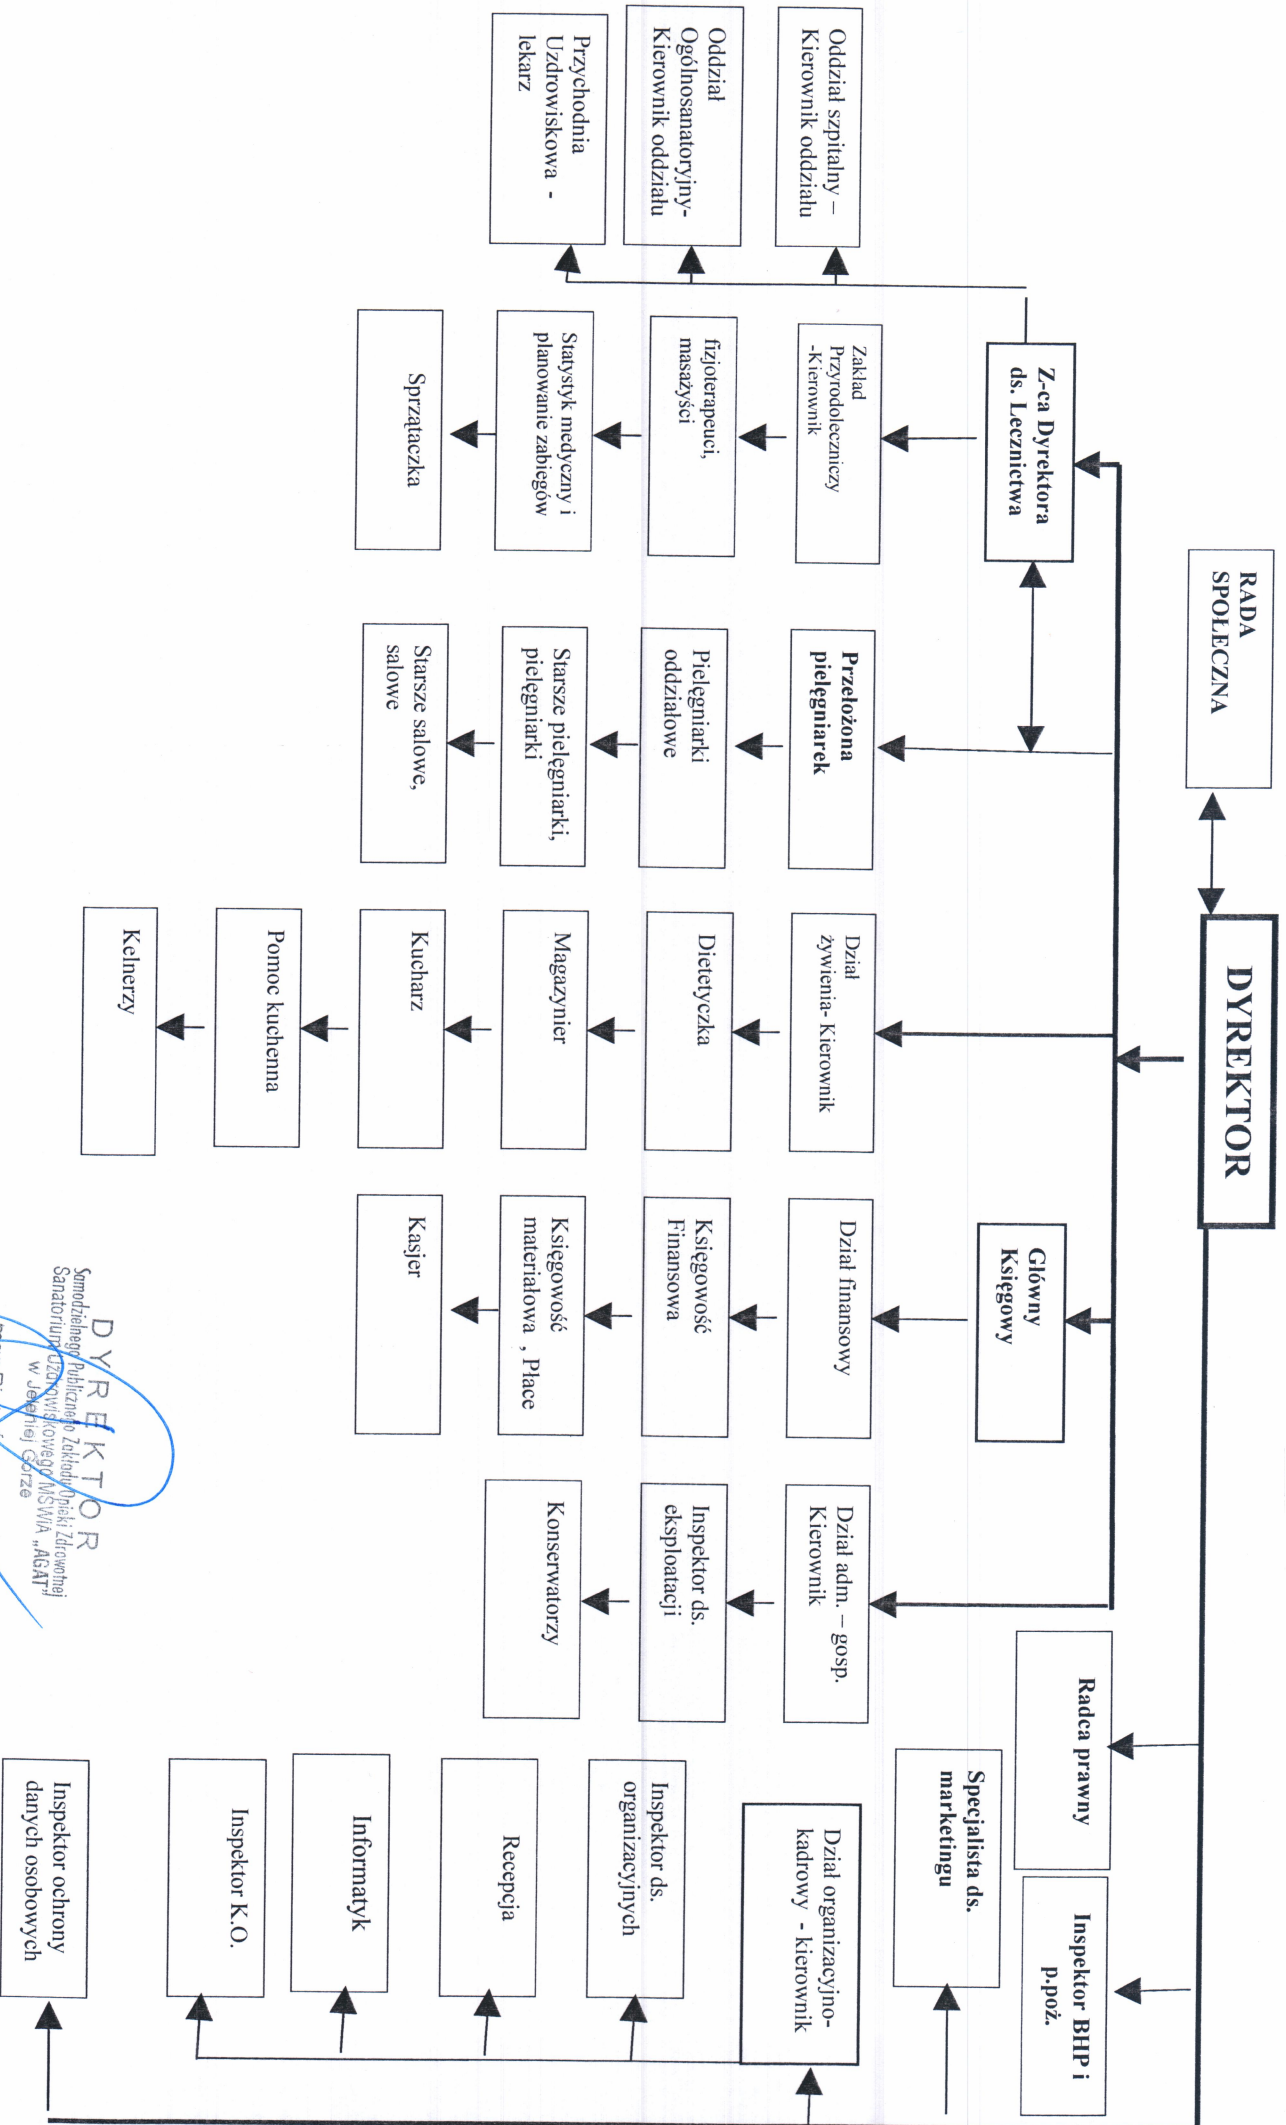 RADA
SPOŁECZNA
DYREKTOR
Z-ca Dyrektora
ds. Lecznictwa
Główny
Księgowy
Radca prawny
Inspektor BHP i
p.poż.
Specjalista ds.
marketingu
Oddział szpitalny –
Kierownik oddziału
Oddział
Ogólnosanatoryjny-
Kierownik oddziału
Przychodnia
Uzdrowiskowa -
lekarz
Zakład
Przyrodoleczniczy
-Kierownik
fizjoterapeuci,
masażyści
Statystyk medyczny i
planowanie zabiegów
Sprzątaczka
Przełożona
pielęgniarek
Pielęgniarki
oddziałowe
Starsze pielęgniarki,
pielęgniarki
Starsze salowe,
salowe
Dział
żywienia- Kierownik
Dietetyczka
Magazynier
Kucharz
Pomoc kuchenna
Kelnerzy
Dział finansowy
Księgowość
Finansowa
Księgowość
materiałowa , Płace
Kasjer
Dział adm. – gosp.
Kierownik
Inspektor ds.
eksploatacji
Konserwatorzy
Dział organizacyjno-
kadrowy - kierownik
Inspektor ds.
organizacyjnych
Recepcja
Informatyk
Inspektor K.O.
Inspektor ochrony
danych osobowych
DYREKTOR
Samodzielnego Publicznego Zakładu Opieki Zdrowotnej
Sanatorium Uzdrowiskowego MSWiA „AGAT”
w Jeleniej Górze